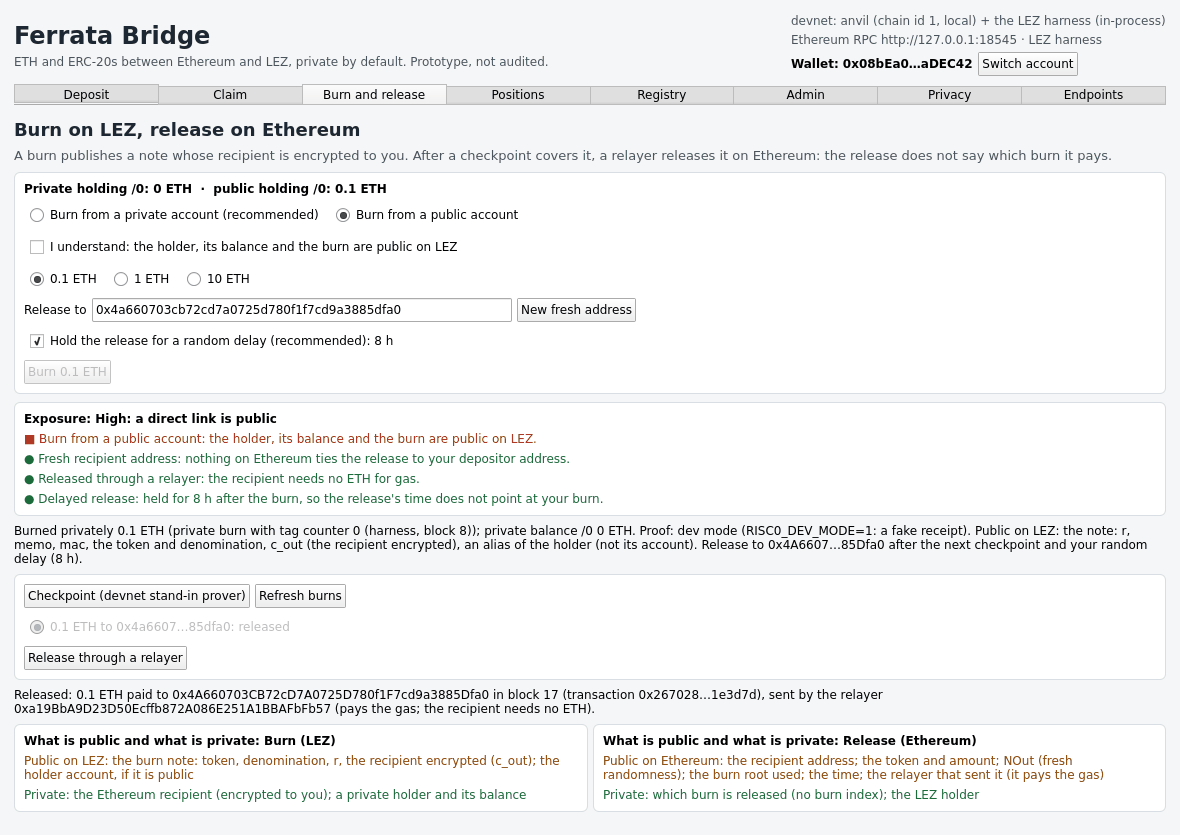 Ferrata Bridge
ETH and ERC-20s between Ethereum and LEZ, private by default. Prototype, not audited.
devnet: anvil (chain id 1, local) + the LEZ harness (in-process)
Ethereum RPC http://127.0.0.1:18545 · LEZ harness
Wallet: 0x08bEa0…aDEC42 Switch account
Deposit Claim Burn and release Positions Registry Admin Privacy Endpoints
Burn on LEZ, release on Ethereum
A burn publishes a note whose recipient is encrypted to you. After a checkpoint covers it, a relayer releases it on Ethereum: the release does not say which burn it pays.
Private holding /0: 0 ETH · public holding /0: 0.1 ETH
Burn from a private account (recommended) Burn from a public account
I understand: the holder, its balance and the burn are public on LEZ
0.1 ETH 1 ETH 10 ETH
Release to 0x4a660703cb72cd7a0725d780f1f7cd9a3885dfa0 New fresh address
Hold the release for a random delay (recommended): 8 h
Burn 0.1 ETH
Exposure: High: a direct link is public
Burn from a public account: the holder, its balance and the burn are public on LEZ.
Fresh recipient address: nothing on Ethereum ties the release to your depositor address.
Released through a relayer: the recipient needs no ETH for gas.
Delayed release: held for 8 h after the burn, so the release's time does not point at your burn.
Burned privately 0.1 ETH (private burn with tag counter 0 (harness, block 8)); private balance /0 0 ETH. Proof: dev mode (RISC0_DEV_MODE=1: a fake receipt). Public on LEZ: the note: r,
memo, mac, the token and denomination, c_out (the recipient encrypted), an alias of the holder (not its account). Release to 0x4A6607…85Dfa0 after the next checkpoint and your random
delay (8 h).
Checkpoint (devnet stand-in prover) Refresh burns
0.1 ETH to 0x4a6607…85dfa0: released
Release through a relayer
Released: 0.1 ETH paid to 0x4A660703CB72cD7A0725D780f1F7cd9a3885Dfa0 in block 17 (transaction 0x267028…1e3d7d), sent by the relayer
0xa19BbA9D23D50Ecffb872A086E251A1BBAFbFb57 (pays the gas; the recipient needs no ETH).
What is public and what is private: Burn (LEZ)
Public on LEZ: the burn note: token, denomination, r, the recipient encrypted (c_out); the
holder account, if it is public
Private: the Ethereum recipient (encrypted to you); a private holder and its balance
What is public and what is private: Release (Ethereum)
Public on Ethereum: the recipient address; the token and amount; NOut (fresh
randomness); the burn root used; the time; the relayer that sent it (it pays the gas)
Private: which burn is released (no burn index); the LEZ holder